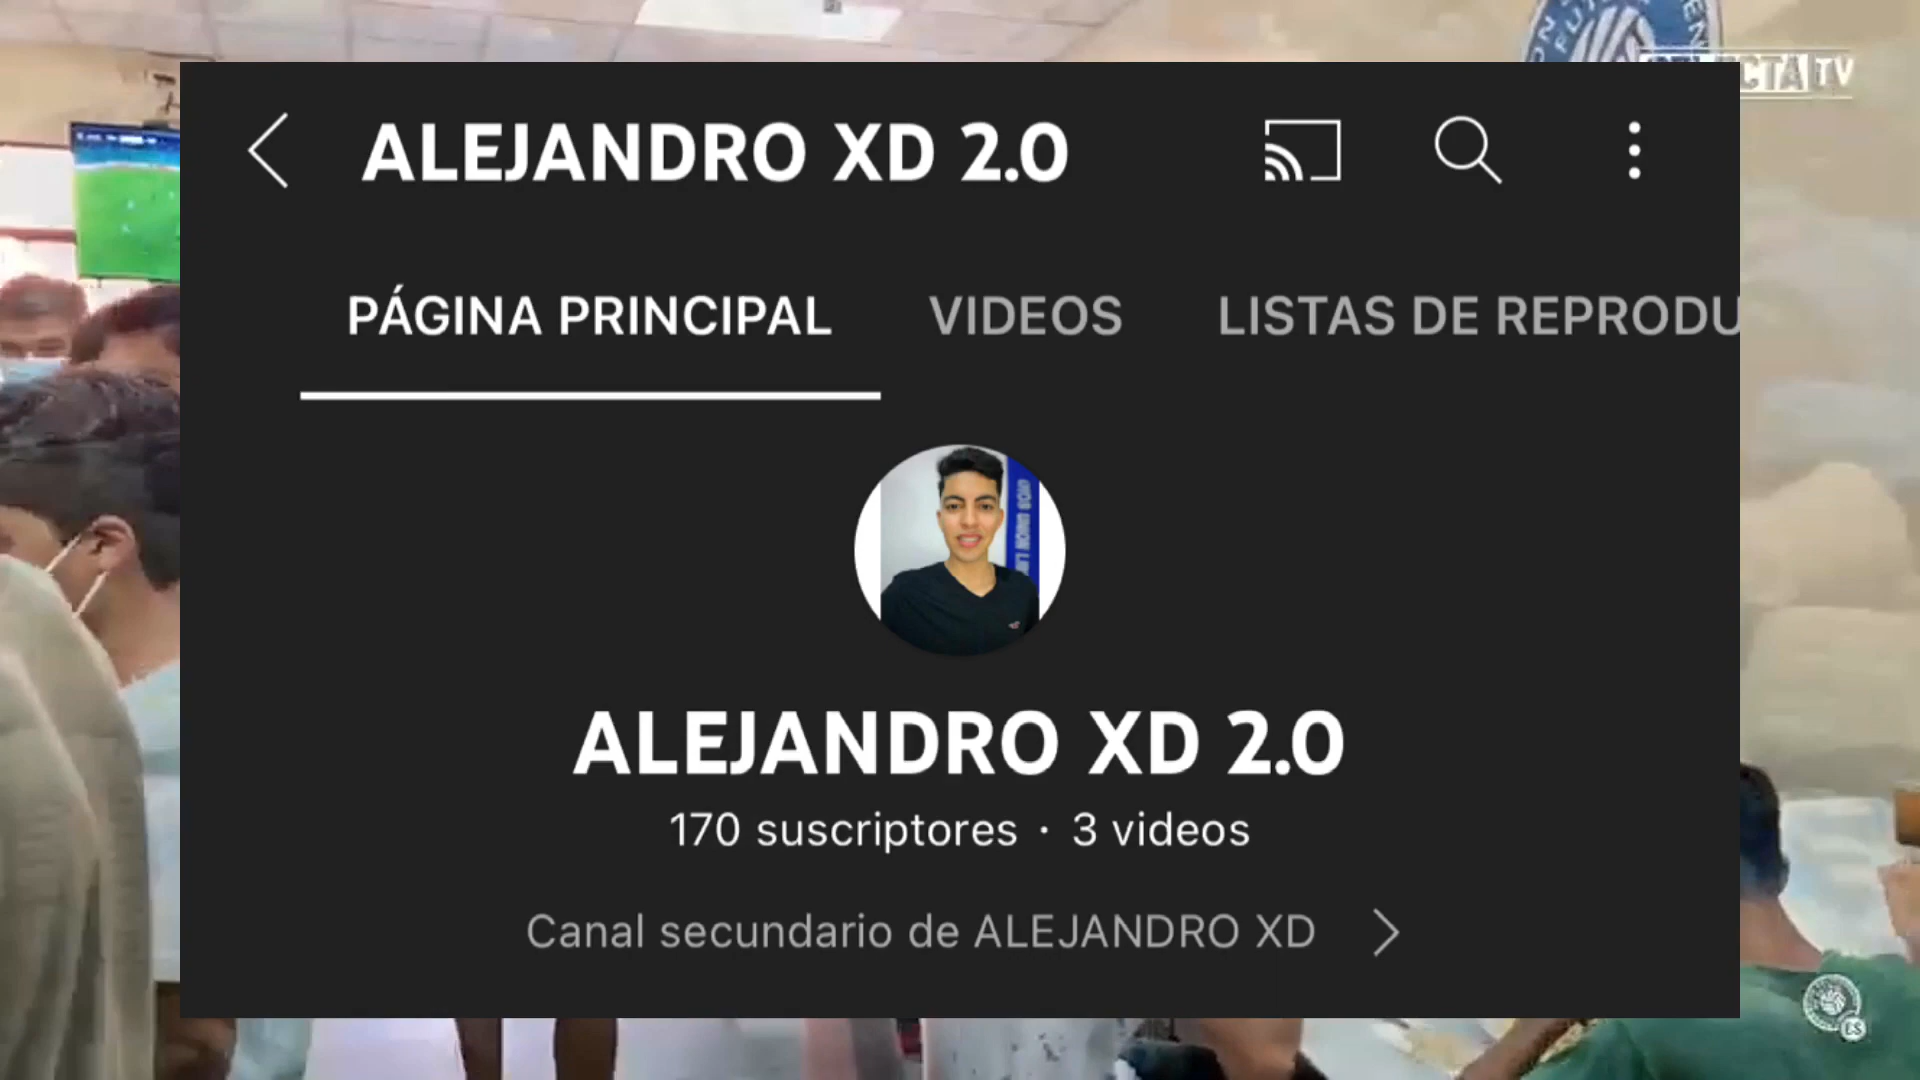 TV
ALEJANDRO XD 2.0
PÁGINA PRINCIPAL VIDEOS LISTAS DE REPRODU
ALEJANDRO XD 2.0
170 suscriptores · 3 videos
Canal secundario de ALEJANDRO XD